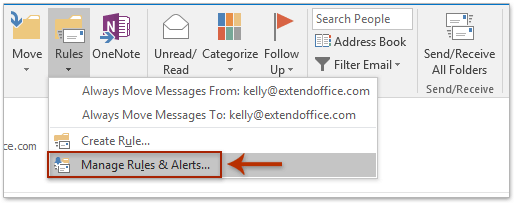 Move
Rules
OneNote
Unread/
Read
Categorize
Follow
Up
Search People
Address Book
Filter Email
Send/Receive
All Folders
Send/Receive
Always Move Messages From: kelly@extendoffice.com
Always Move Messages To: kelly@extendoffice.com
ce.com
Create Rule...
Manage Rules & Alerts...